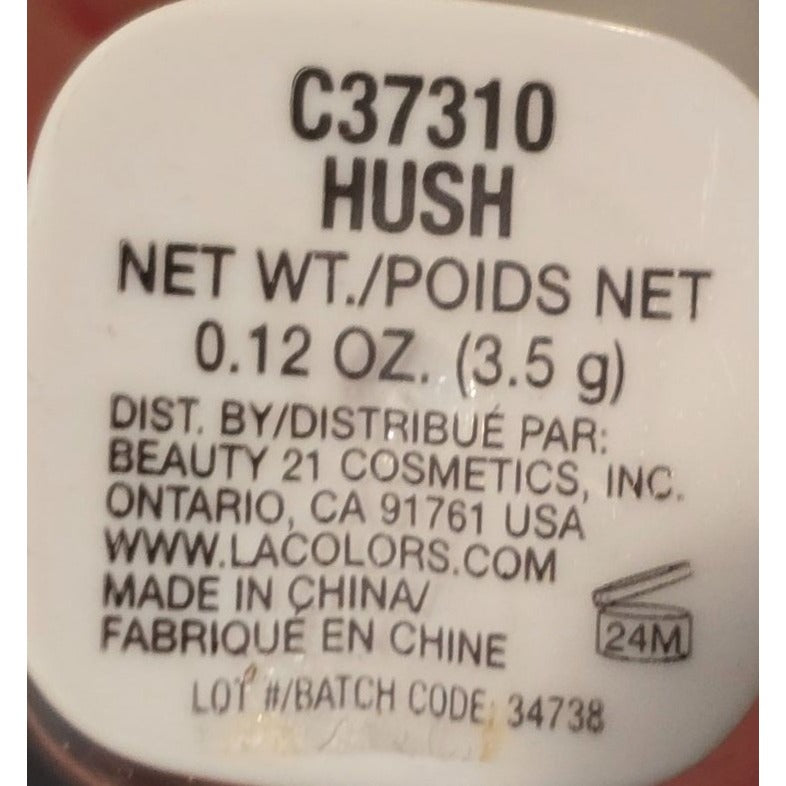 C37310
HUSH
NET WT./POIDS NET
0.12 OZ. (3.5 g)
DIST. BY/DISTRIBUÉ PAR:
BEAUTY 21 COSMETICS, INC.
ONTARIO, CA 91761 USA
WWW.LACOLORS.COM
MADE IN CHINA/
FABRIQUÉ EN CHINE
24M
LOT #/BATCH CODE: 34738